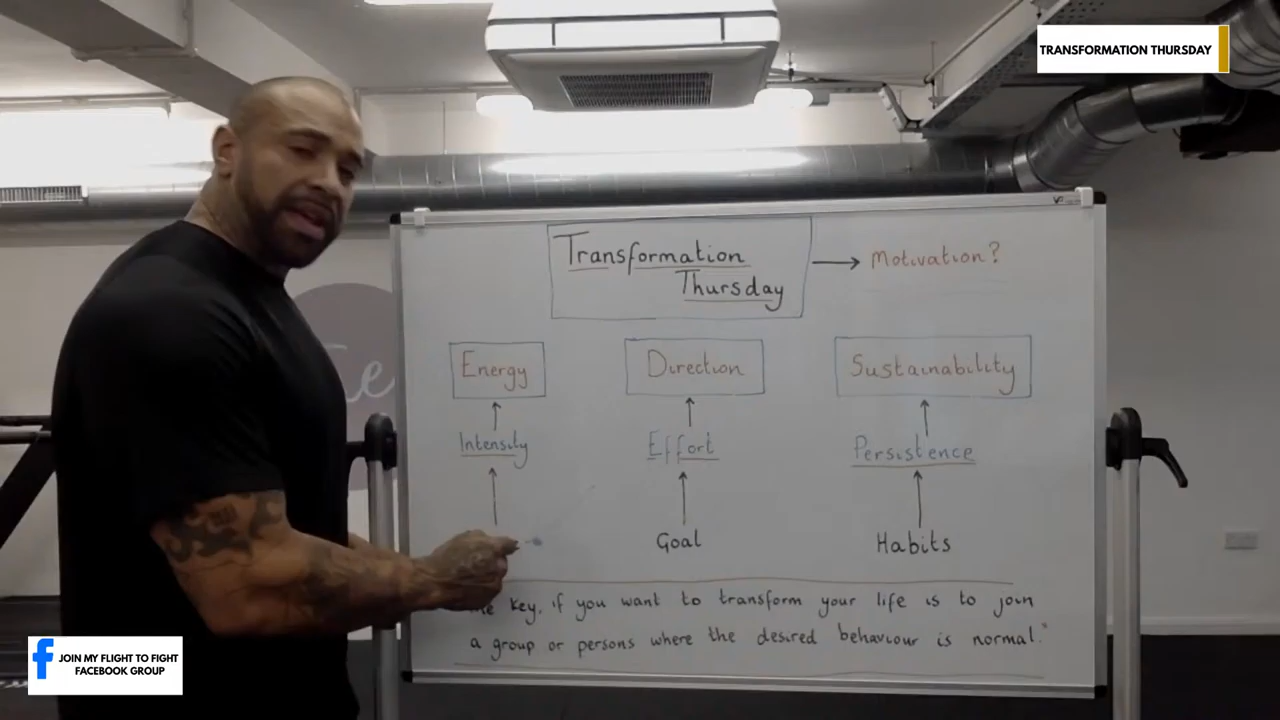 TRANSFORMATION THURSDAY
Transformation
Thursday
Motivation?
Energy
Direction
Sustainability
Intensity
Effort
Persistence
Goal
Habits
key, if you want to transform your life is to join
a group or persons where the desired behaviour is normal."
JOIN MY FLIGHT TO FIGHT
FACEBOOK GROUP